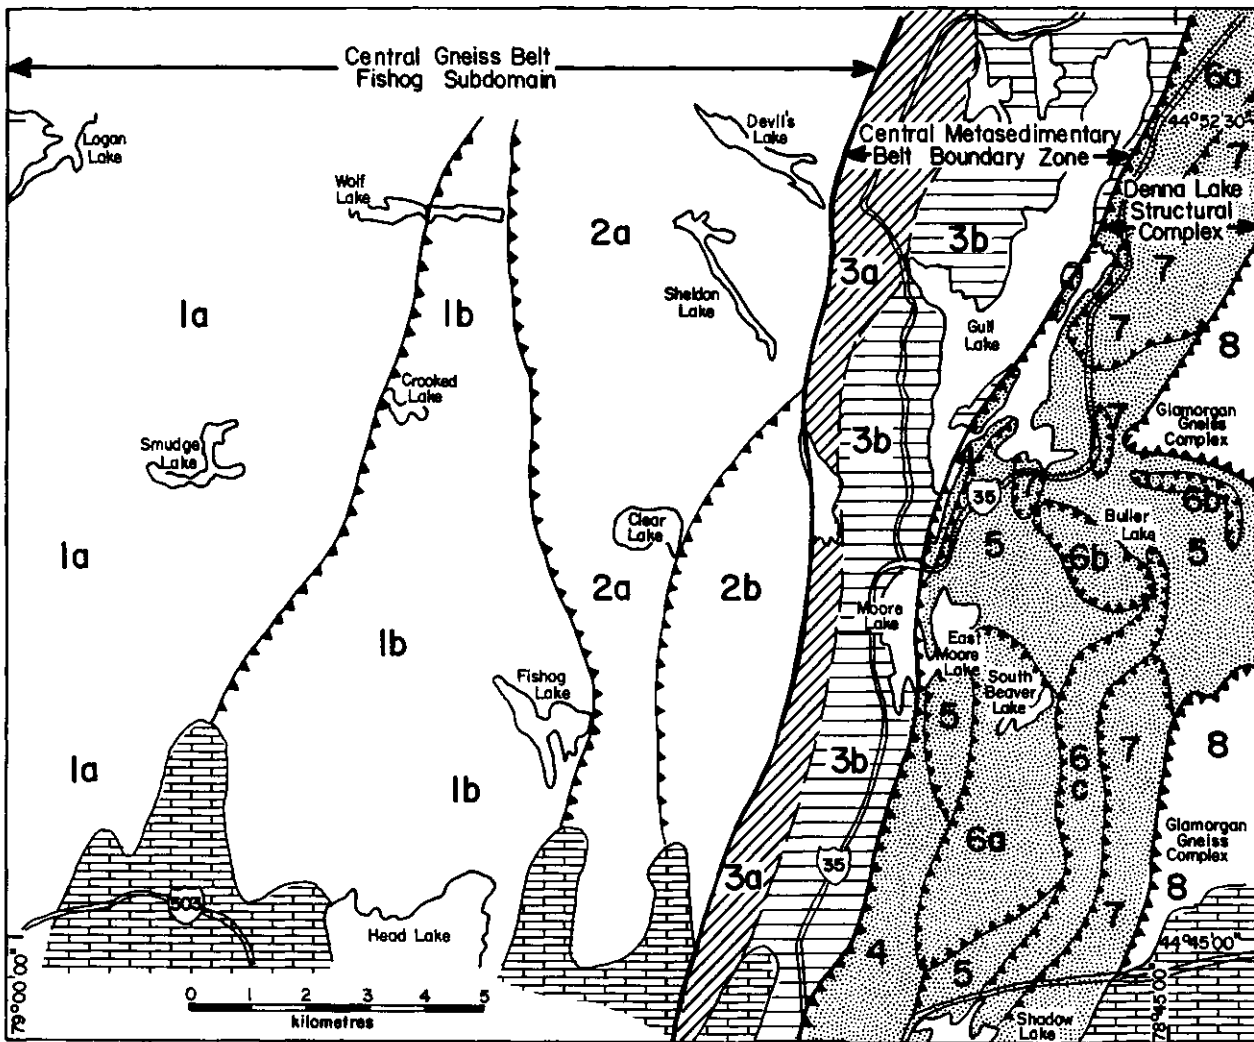 Central Gneiss Belt
Fishog Subdomain
6a
Logan
Lake
Devil's
Lake
44°52'30"
Central Metasedimentary
Belt Boundary Zone
7
Wolf
Lake
Denna Lake
Structural
Complex
2a
3b
3a
7
Sheldon
Lake
1a
1b
Gull
Lake
7
8
Crooked
Lake
Glamorgan
Gneiss
Complex
7
3b
Smudge
Lake
7
35
6b
Clear
Lake
Buller
Lake
1a
5
5
6b
2a
2b
Moore
Lake
1b
East
Moore
Lake
Fishog
Lake
South
Beaver
Lake
5
1a
3b
6
c
7
8
1b
6a
Glamorgan
Gneiss
Complex
35
3a
8
503
7
Head Lake
4
44°45'00"
5
79°00'00"
0 1 2 3 4 5
kilometres
78°45'00"
Shadow
Lake